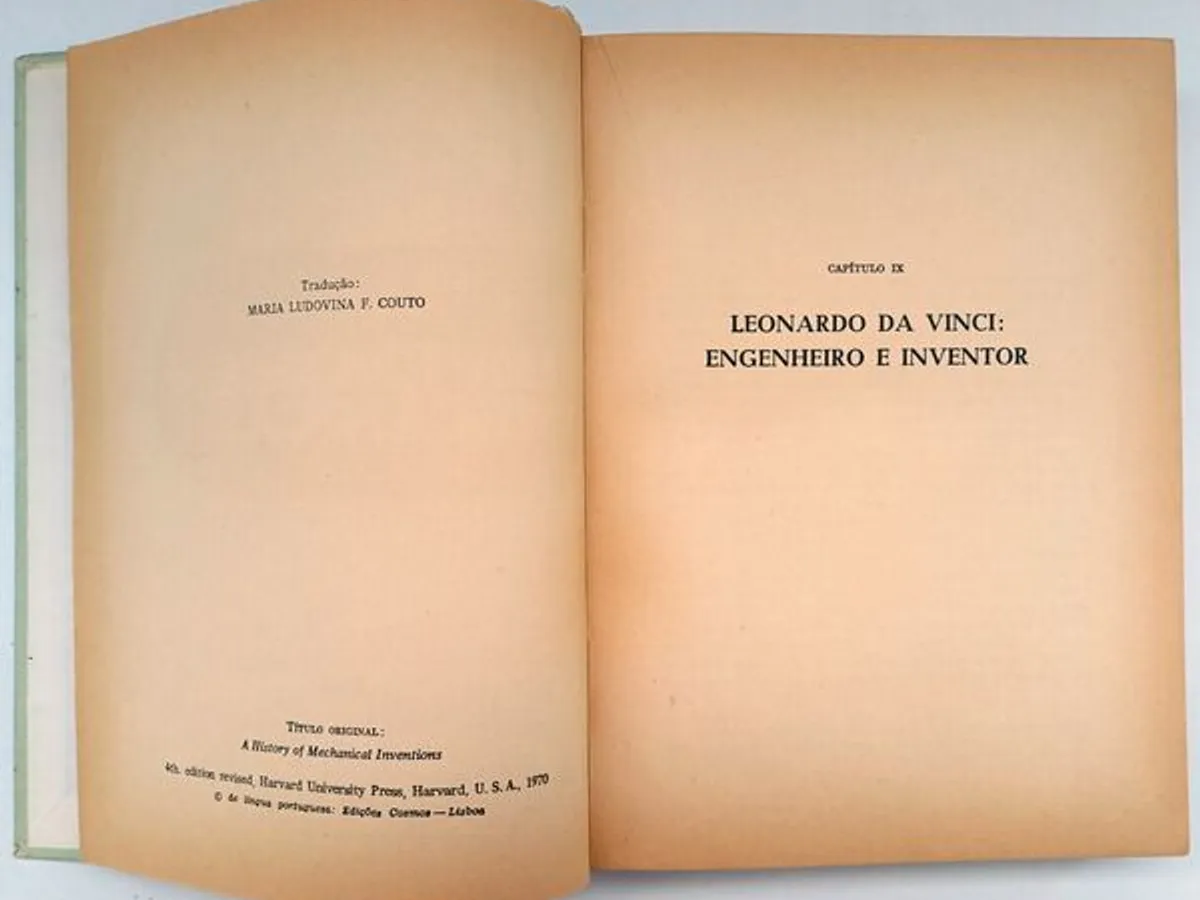 Tradução:
MARIA LUDOVINA F. COUTO
TÍTULO ORIGINAL:
A History of Mechanical Inventions
4th. edition revised, Harvard University Press, Harvard, U. S. A., 1970
© de língua portuguesa: Edições Cosmos — Lisboa
CAPÍTULO IX
LEONARDO DA VINCI:
ENGENHEIRO E INVENTOR